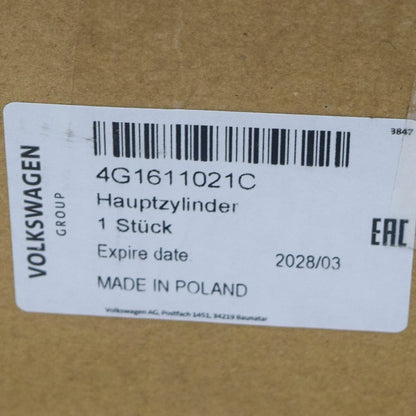 VOLKSWAGEN
GROUP
3847
4G1611021C
Hauptzylinder
1 Stück
Expire date 2028/03
MADE IN POLAND
EAC
Volkswagen AG, Postfach 1451, 34219 Baunatal